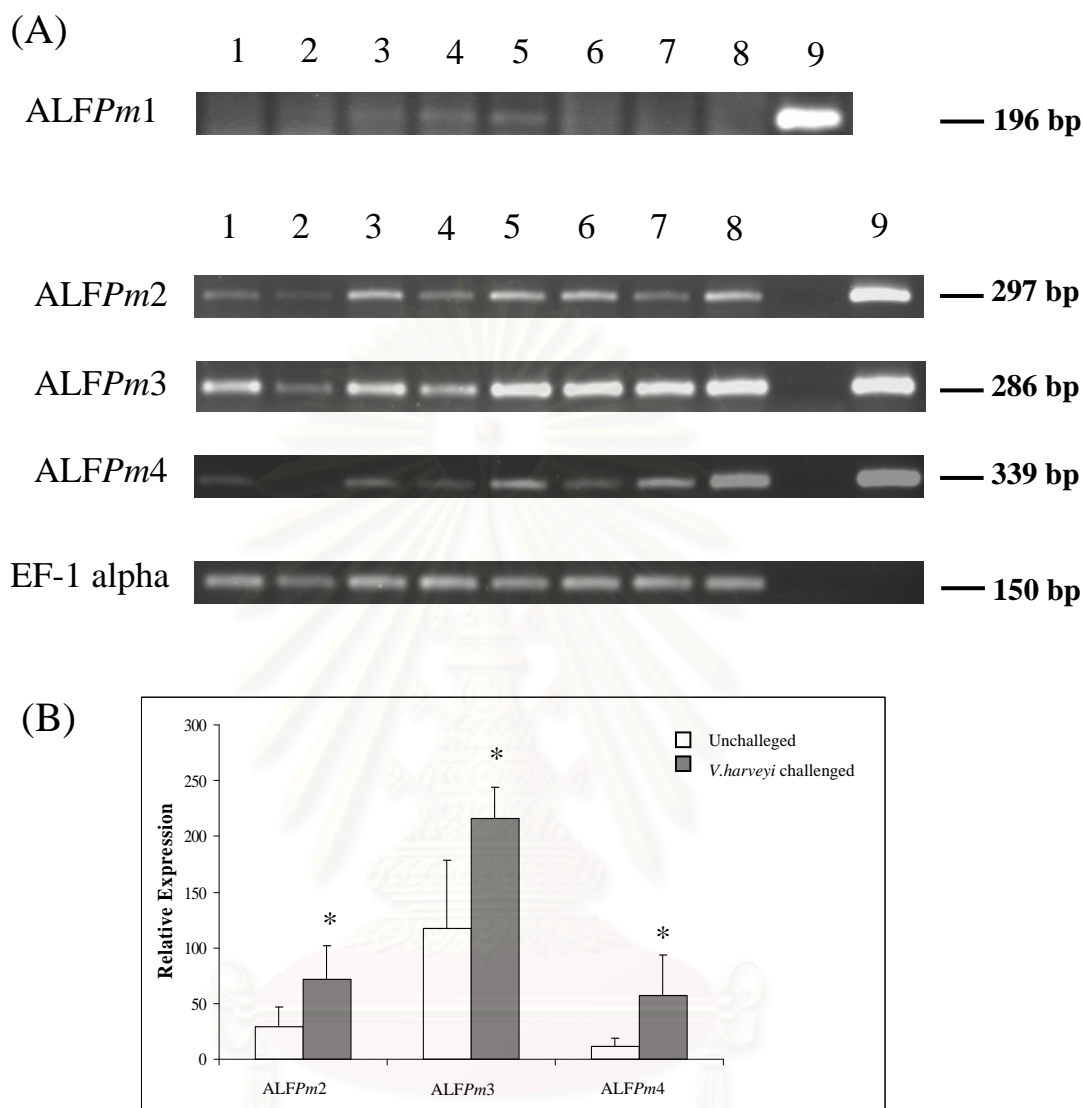 (A)
1 2 3 4 5 6 7 8 9
ALFPm1
196 bp
1 2 3 4 5 6 7 8 9
ALFPm2
297 bp
ALFPm3
286 bp
ALFPm4
339 bp
EF-1 alpha
150 bp
(B)
300
250
200
150
100
50
0
Relative Expression
*
*
*
Unchalleged
V.harveyi challenged
ALFPm2 ALFPm3 ALFPm4